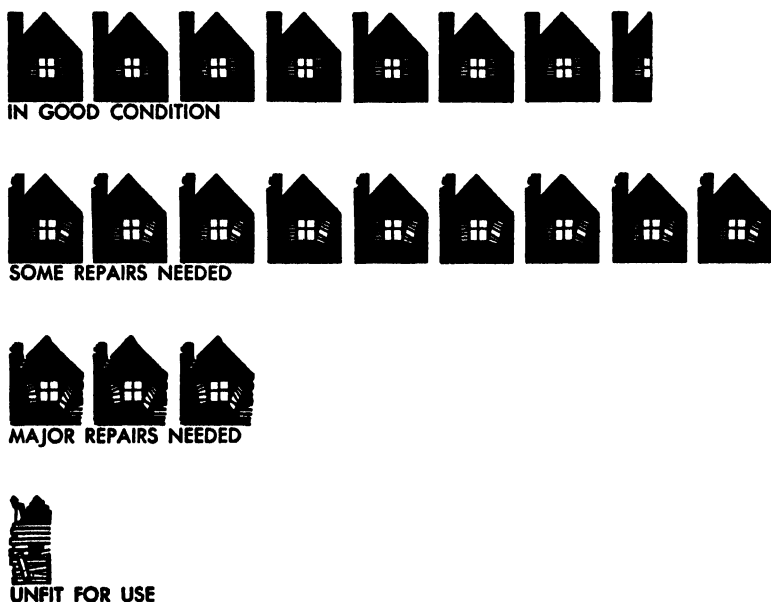 IN GOOD CONDITION
SOME REPAIRS NEEDED
MAJOR REPAIRS NEEDED
UNFIT FOR USE